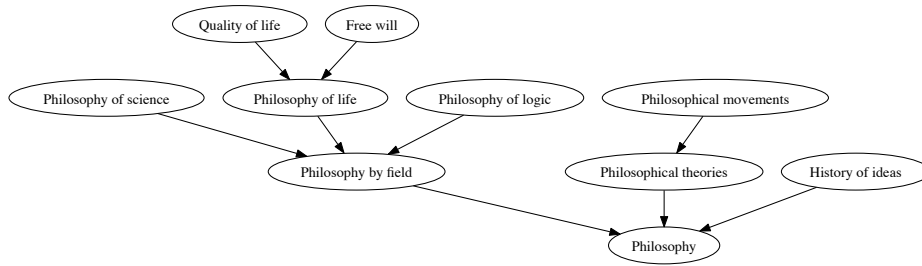 Quality of life
Free will
Philosophy of science
Philosophy of life
Philosophy of logic
Philosophical movements
Philosophy by field
Philosophical theories
History of ideas
Philosophy